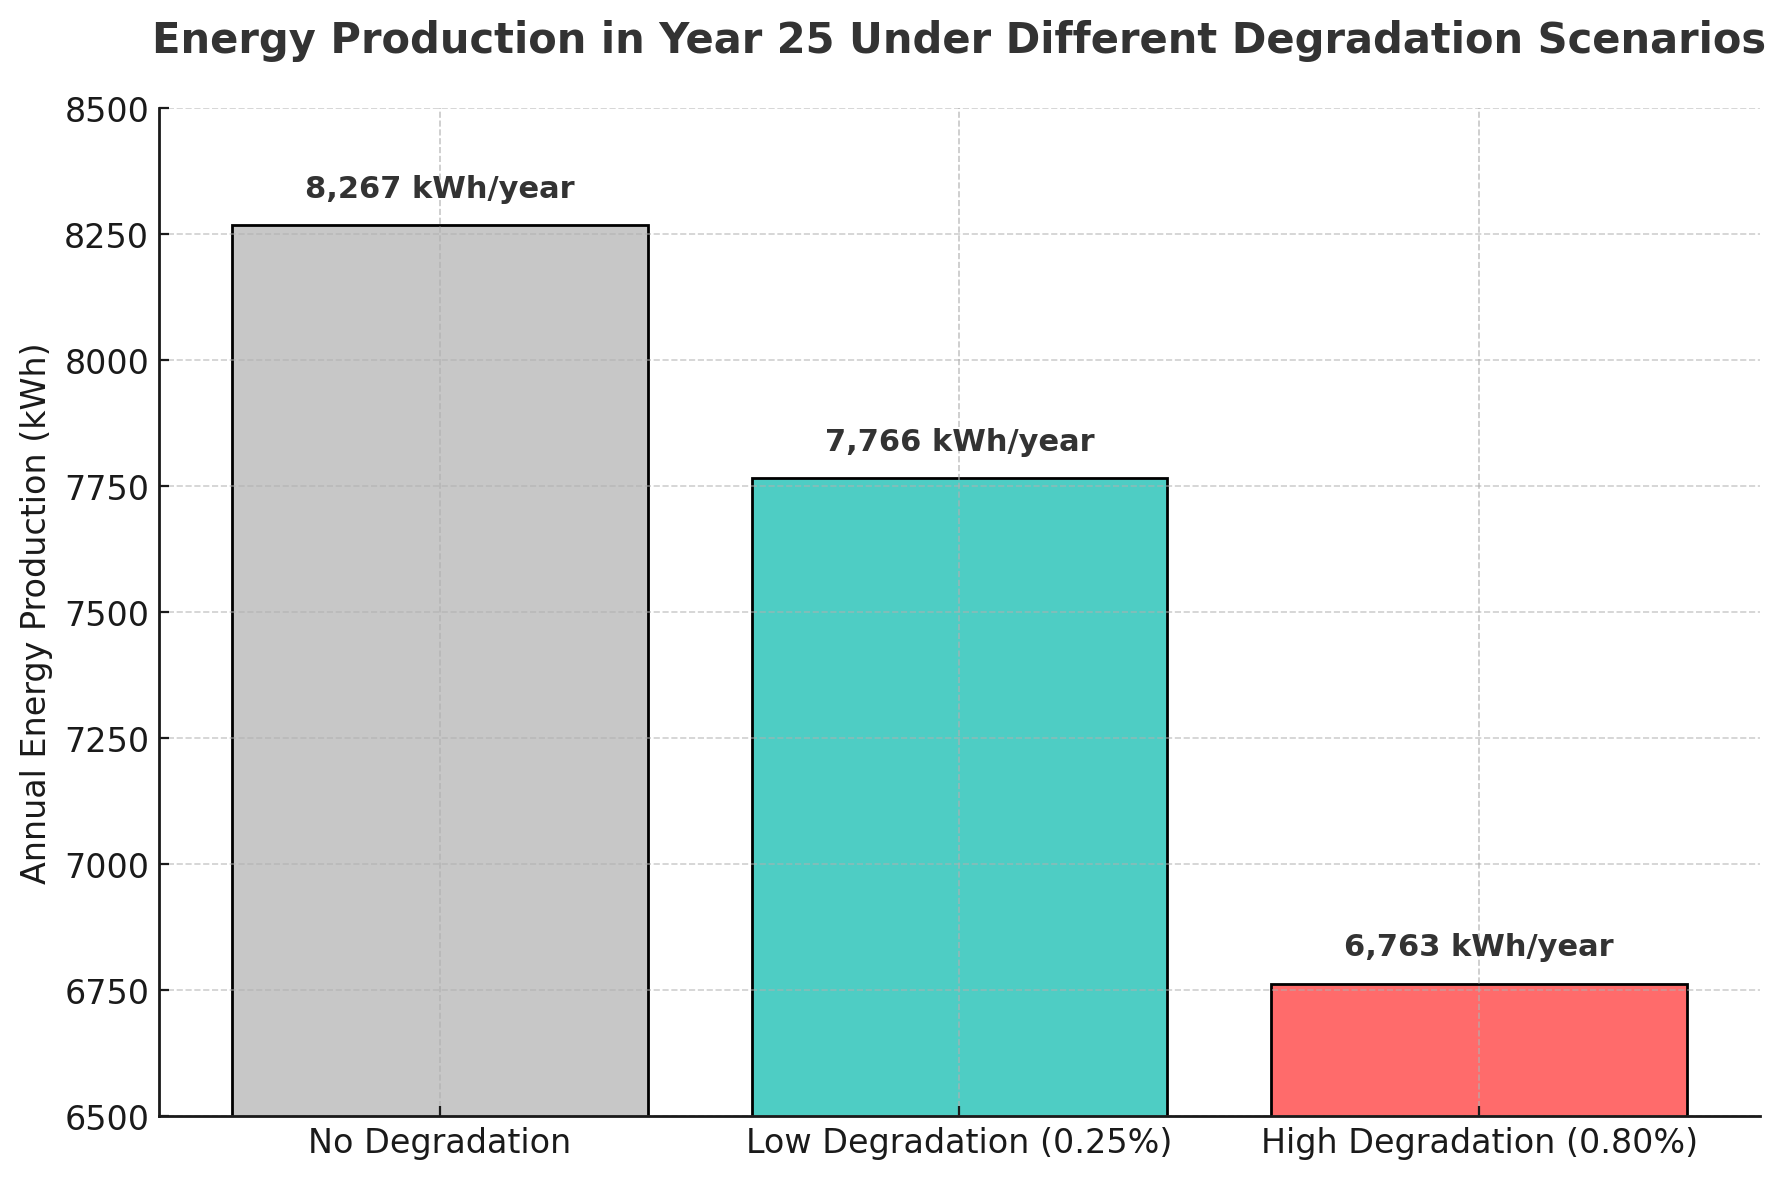 Energy Production in Year 25 Under Different Degradation Scenarios
Annual Energy Production (kWh)
8500
8250
8000
7750
7500
7250
7000
6750
6500
8,267 kWh/year
7,766 kWh/year
6,763 kWh/year
No Degradation
Low Degradation (0.25%)
High Degradation (0.80%)